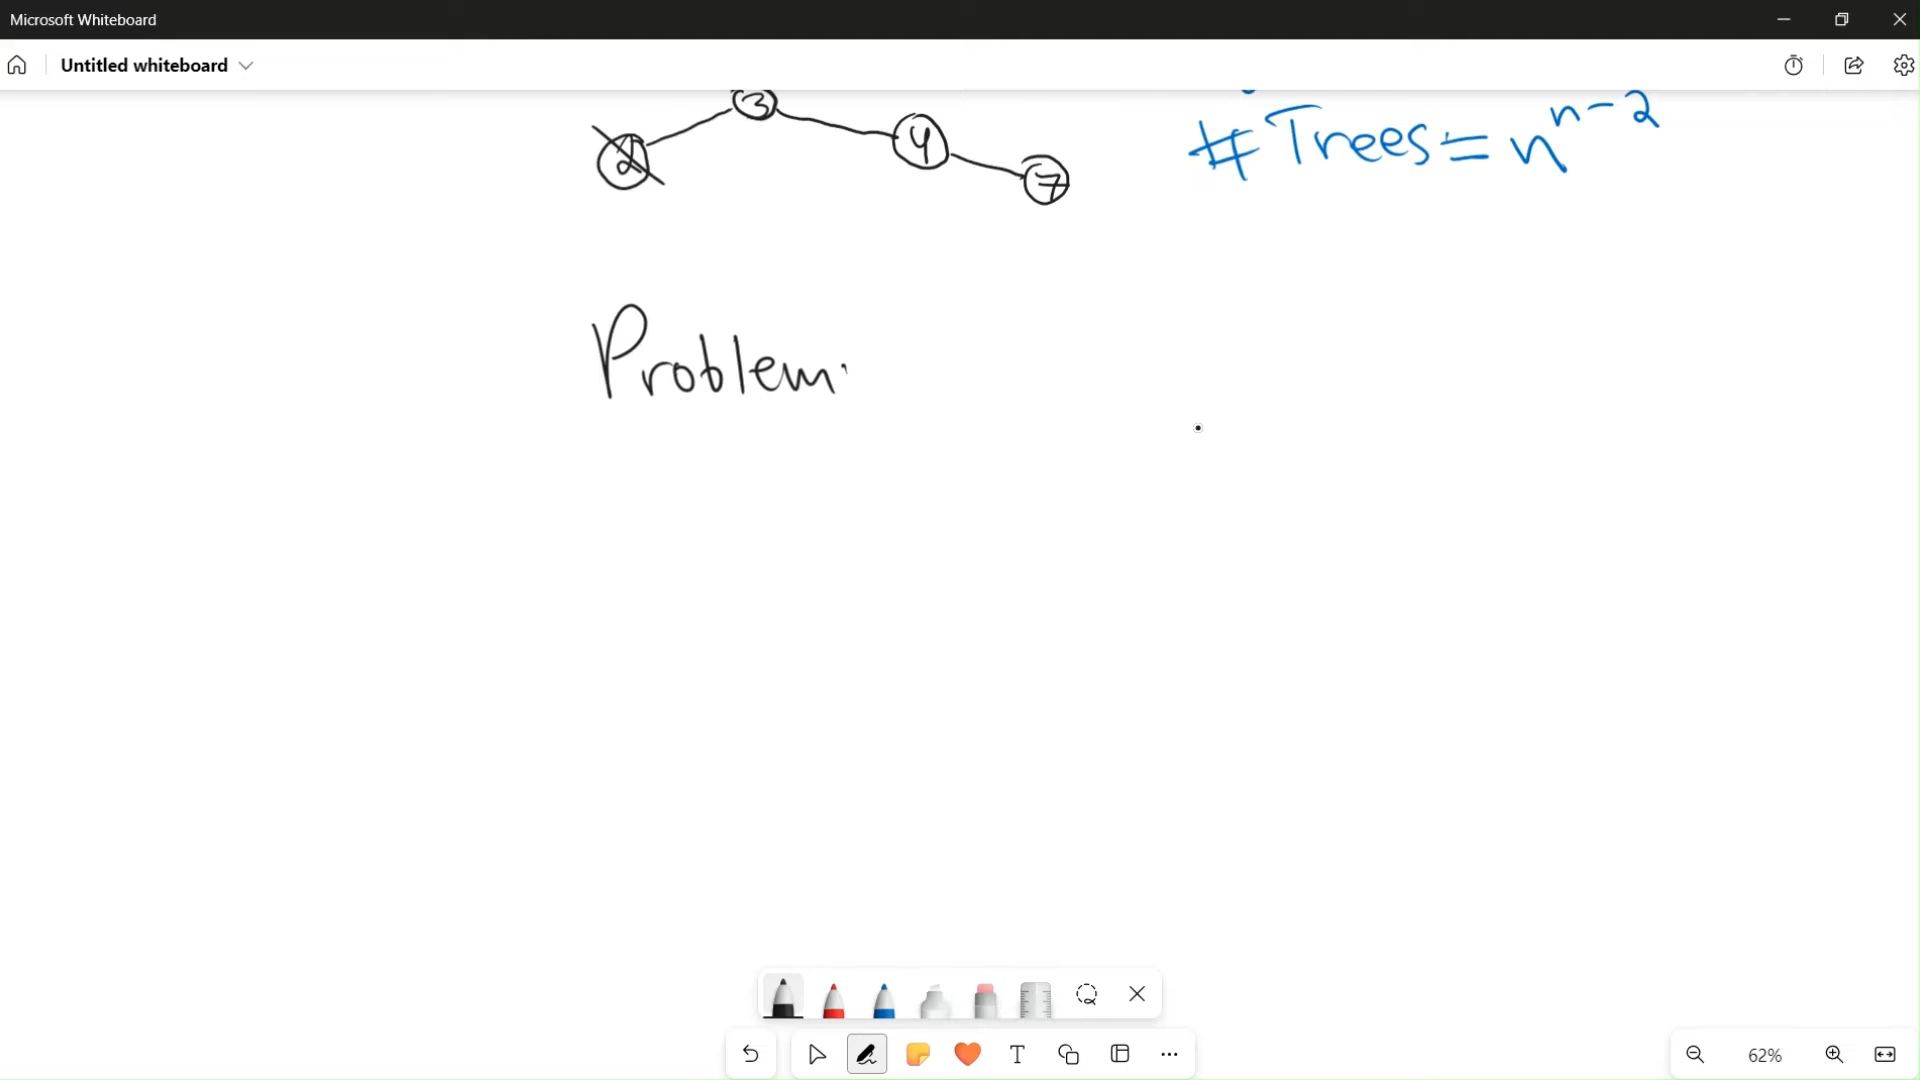 Microsoft Whiteboard
Untitled whiteboard
3
2
4
7
# Trees = n^{n-2}
Problem:
T
62%